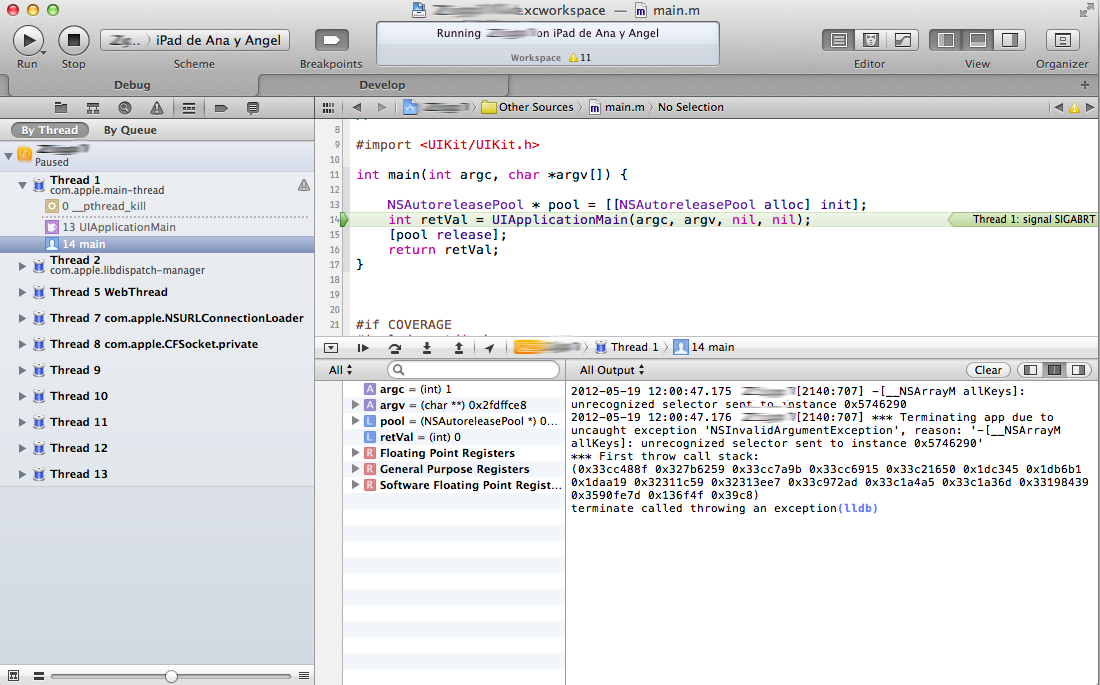 .xcworkspace — main.m
Running on iPad de Ana y Angel
Workspace 11
Run
Stop
iPad de Ana y Angel
Scheme
Breakpoints
Editor
View
Organizer
Debug
Develop
By Thread By Queue
Other Sources main.m No Selection
Paused
Thread 1
com.apple.main-thread
0 __pthread_kill
13 UIApplicationMain
14 main
Thread 2
com.apple.libdispatch-manager
Thread 5 WebThread
Thread 7 com.apple.NSURLConnectionLoader
Thread 8 com.apple.CFSocket.private
Thread 9
Thread 10
Thread 11
Thread 12
Thread 13
8
9 #import <UIKit/UIKit.h>
10
11 int main(int argc, char *argv[]) {
12
13 NSAutoreleasePool * pool = [[NSAutoreleasePool alloc] init];
14 int retVal = UIApplicationMain(argc, argv, nil, nil); Thread 1: signal SIGABRT
15 [pool release];
16 return retVal;
17 }
18
19
20
21 #if COVERAGE
Thread 1 14 main
All
All Output
Clear
A argc = (int) 1
A argv = (char **) 0x2fdffce8
L pool = (NSAutoreleasePool *) 0...
L retVal = (int) 0
R Floating Point Registers
R General Purpose Registers
R Software Floating Point Regist...
2012-05-19 12:00:47.175 [2140:707] -[__NSArrayM allKeys]:
unrecognized selector sent to instance 0x5746290
2012-05-19 12:00:47.176 [2140:707] *** Terminating app due to
uncaught exception 'NSInvalidArgumentException', reason: '-[__NSArrayM
allKeys]: unrecognized selector sent to instance 0x5746290'
*** First throw call stack:
(0x33cc488f 0x327b6259 0x33cc7a9b 0x33cc6915 0x33c21650 0x1dc345 0x1db6b1
0x1daa19 0x32311c59 0x32313ee7 0x33c972ad 0x33c1a4a5 0x33c1a36d 0x33198439
0x3590fe7d 0x136f4f 0x39c8)
terminate called throwing an exception(lldb)